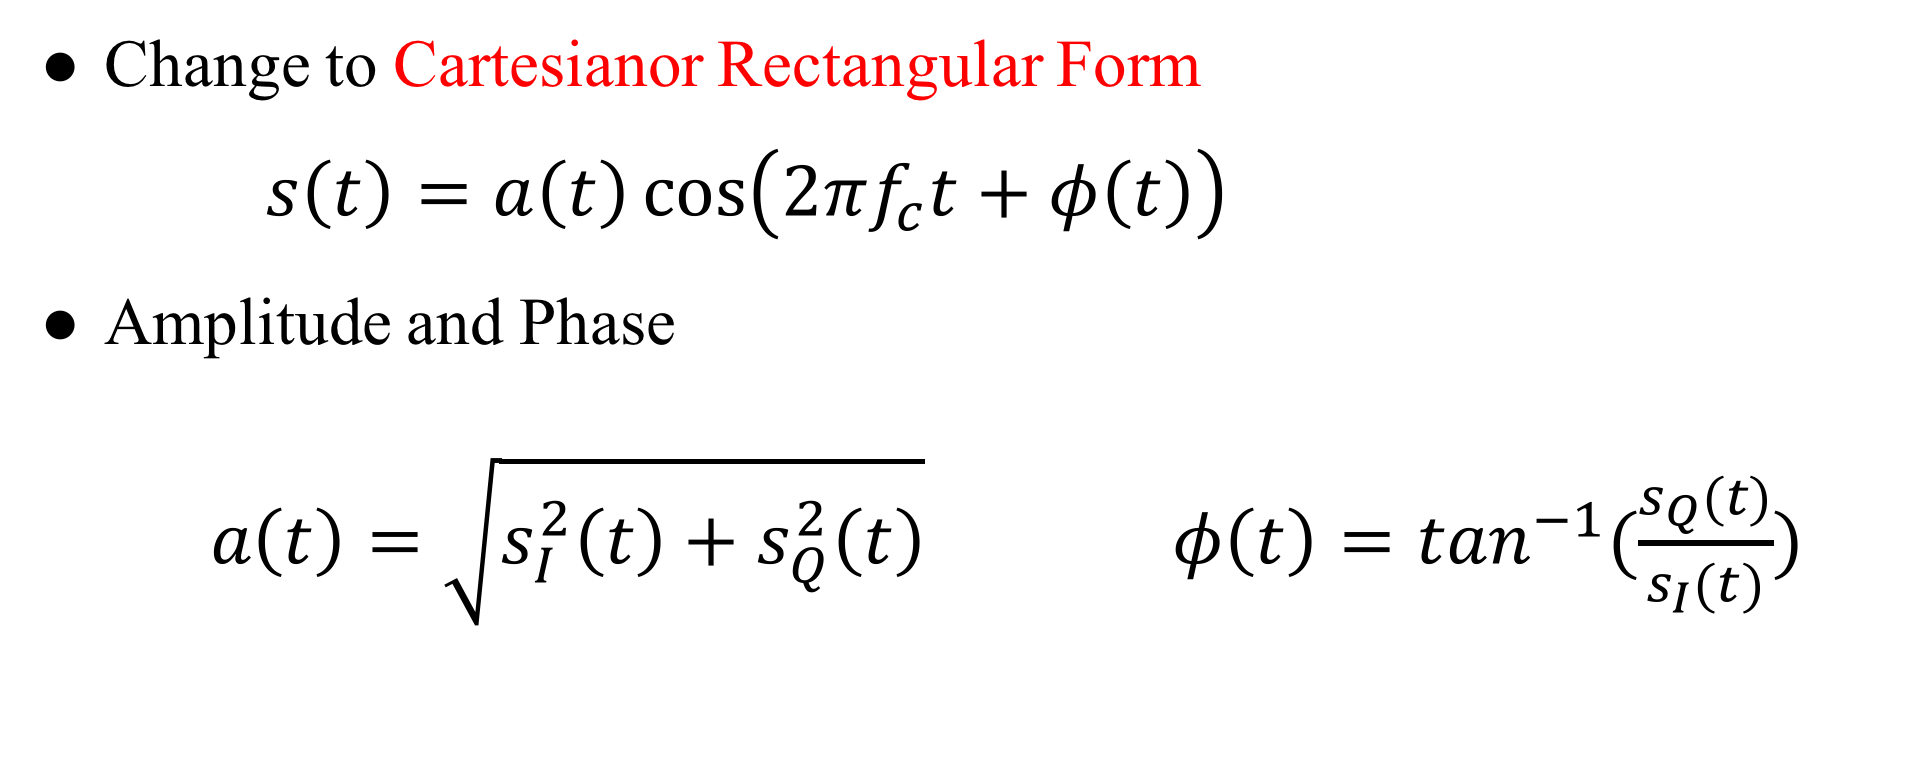 ● Change to Cartesianor Rectangular Form
s(t) = a(t) cos(2πf_c t + ϕ(t))
● Amplitude and Phase
a(t) = √(s_I^2(t) + s_Q^2(t))    ϕ(t) = tan^−1(s_Q(t)/s_I(t))